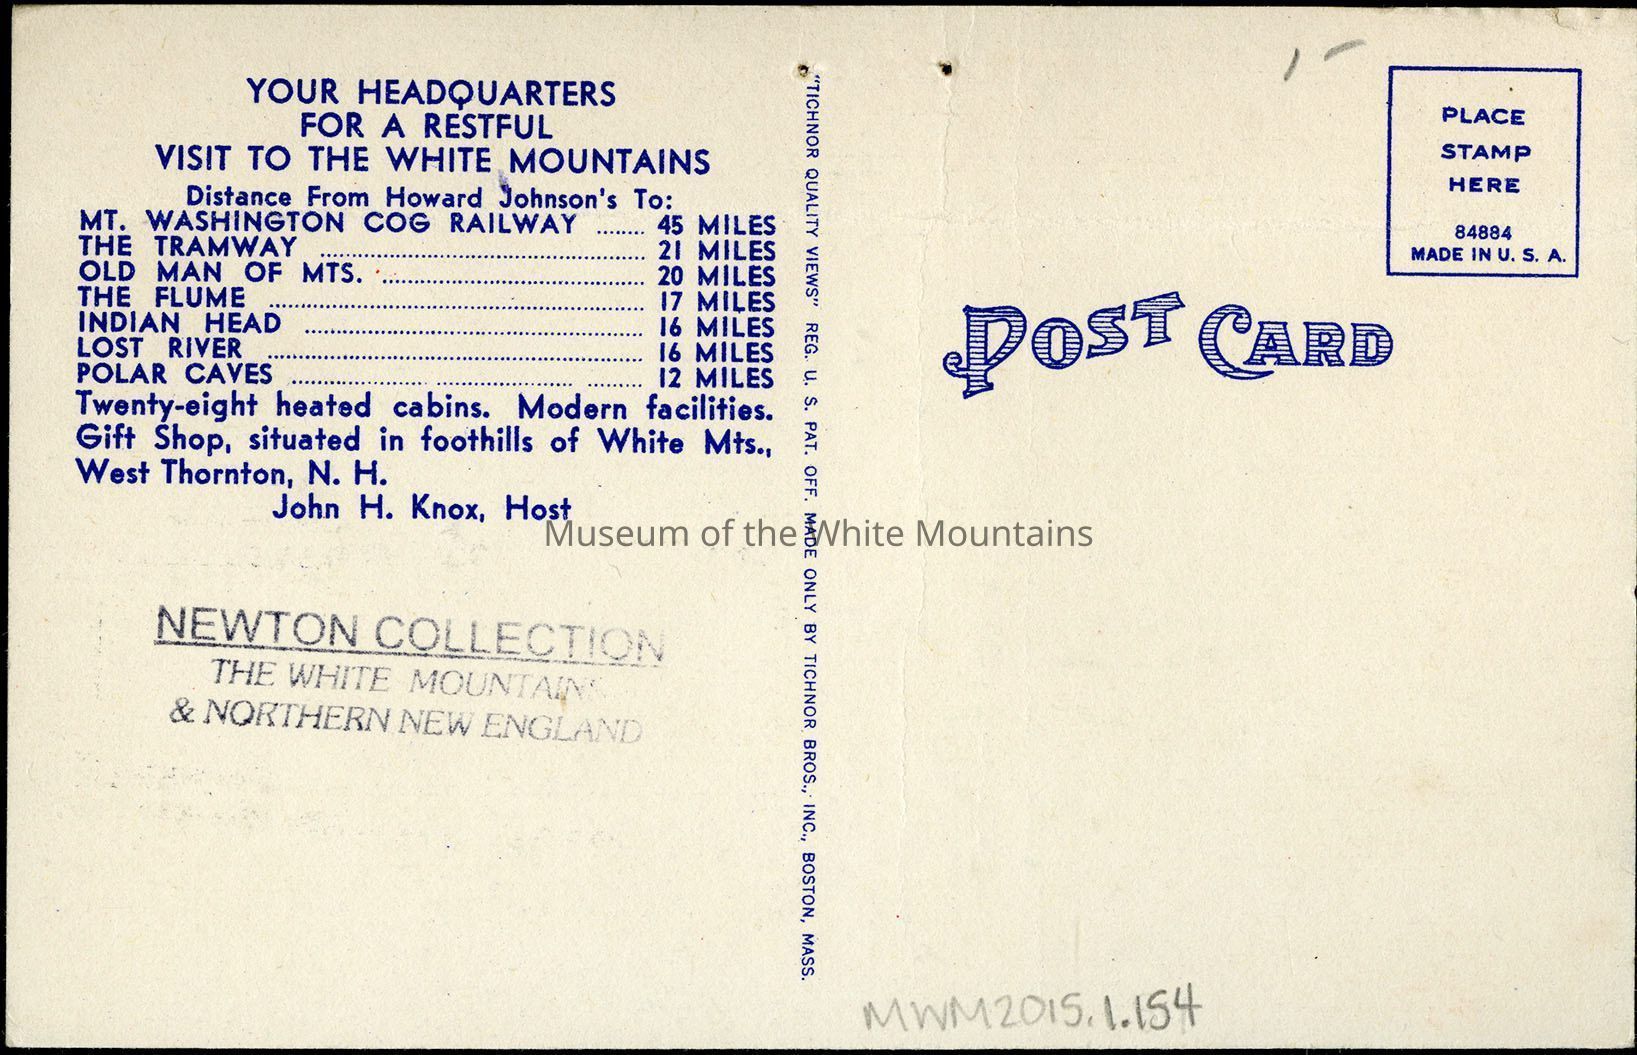 YOUR HEADQUARTERS
FOR A RESTFUL
VISIT TO THE WHITE MOUNTAINS
Distance From Howard Johnson's To:
MT. WASHINGTON COG RAILWAY ........ 45 MILES
THE TRAMWAY ........ 21 MILES
OLD MAN OF MTS. ........ 20 MILES
THE FLUME ........ 17 MILES
INDIAN HEAD ........ 16 MILES
LOST RIVER ........ 16 MILES
POLAR CAVES ........ 12 MILES
Twenty-eight heated cabins. Modern facilities.
Gift Shop, situated in foothills of White Mts.,
West Thornton, N. H.
John H. Knox, Host
NEWTON COLLECTION
THE WHITE MOUNTAINS
& NORTHERN NEW ENGLAND
"TICHNOR QUALITY VIEWS" REG. U. S. PAT. OFF. MADE ONLY BY TICHNOR BROS., INC., BOSTON, MASS.
PLACE
STAMP
HERE
84884
MADE IN U. S. A.
POST CARD
Museum of the White Mountains
MWM2015.1.154